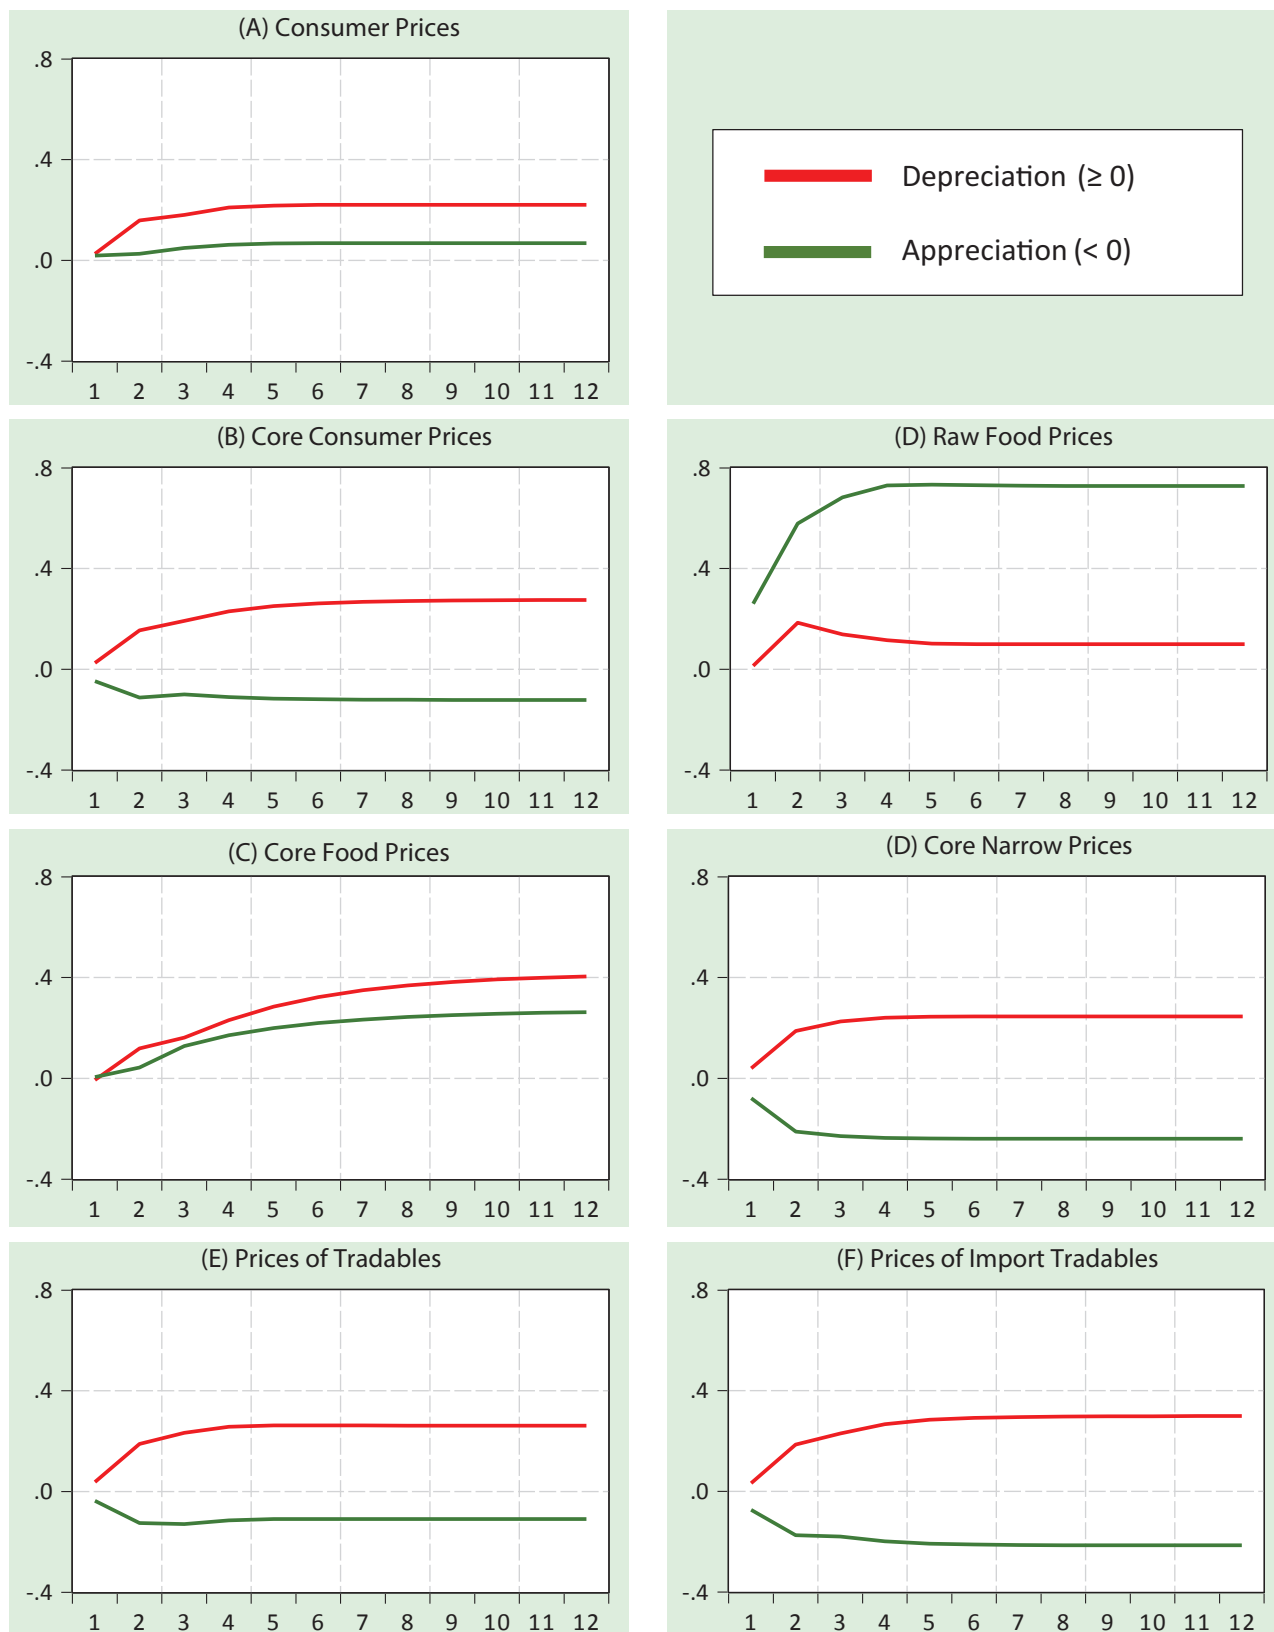 (A) Consumer Prices
.8
.4
.0
-.4
1 2 3 4 5 6 7 8 9 10 11 12
Depreciation (≥ 0)
Appreciation (< 0)
(B) Core Consumer Prices
.8
.4
.0
-.4
1 2 3 4 5 6 7 8 9 10 11 12
(D) Raw Food Prices
.8
.4
.0
-.4
1 2 3 4 5 6 7 8 9 10 11 12
(C) Core Food Prices
.8
.4
.0
-.4
1 2 3 4 5 6 7 8 9 10 11 12
(D) Core Narrow Prices
.8
.4
.0
-.4
1 2 3 4 5 6 7 8 9 10 11 12
(E) Prices of Tradables
.8
.4
.0
-.4
1 2 3 4 5 6 7 8 9 10 11 12
(F) Prices of Import Tradables
.8
.4
.0
-.4
1 2 3 4 5 6 7 8 9 10 11 12